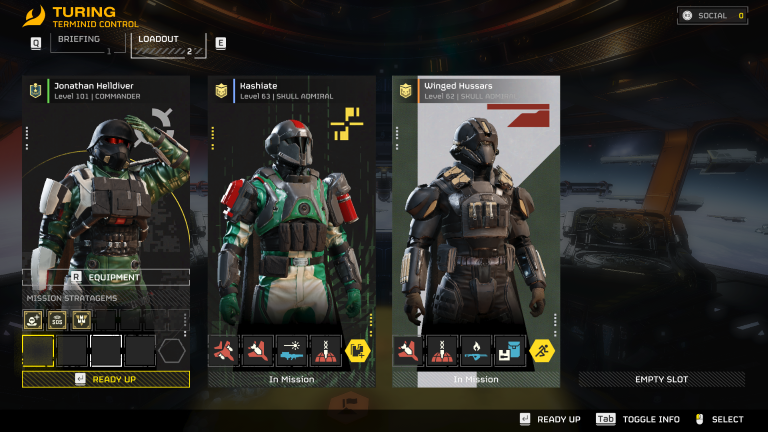 TURING
TERMINID CONTROL
SOCIAL 0
Q
BRIEFING
1
LOADOUT
2
E
Jonathan Helldiver
Level 101 | COMMANDER
Kashiate
Level 63 | SKULL ADMIRAL
Winged Hussars
Level 62 | SKULL ADMIRAL
R EQUIPMENT
MISSION STRATAGEMS
SOS
READY UP
In Mission
In Mission
EMPTY SLOT
READY UP
Tab TOGGLE INFO
SELECT